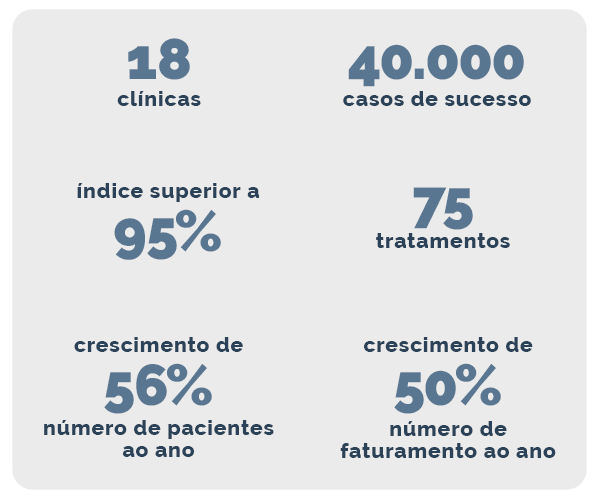 18
clínicas
40.000
casos de sucesso
índice superior a
95%
75
tratamentos
crescimento de
56%
número de pacientes
ao ano
crescimento de
50%
número de
faturamento ao ano